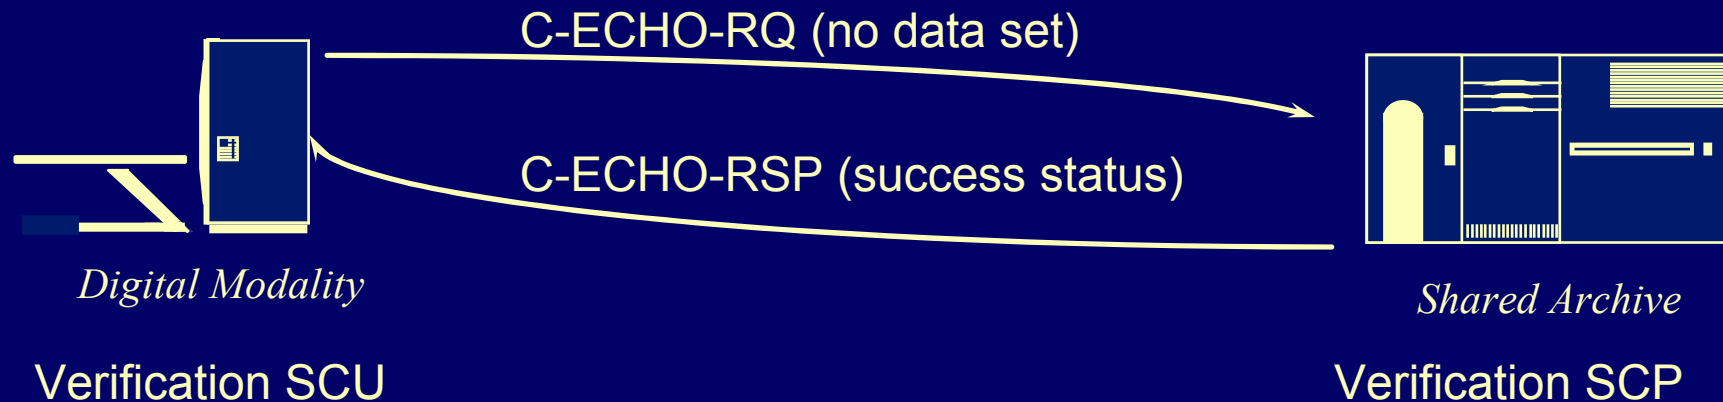 C-ECHO-RQ (no data set)
C-ECHO-RSP (success status)
Digital Modality
Shared Archive
Verification SCU
Verification SCP